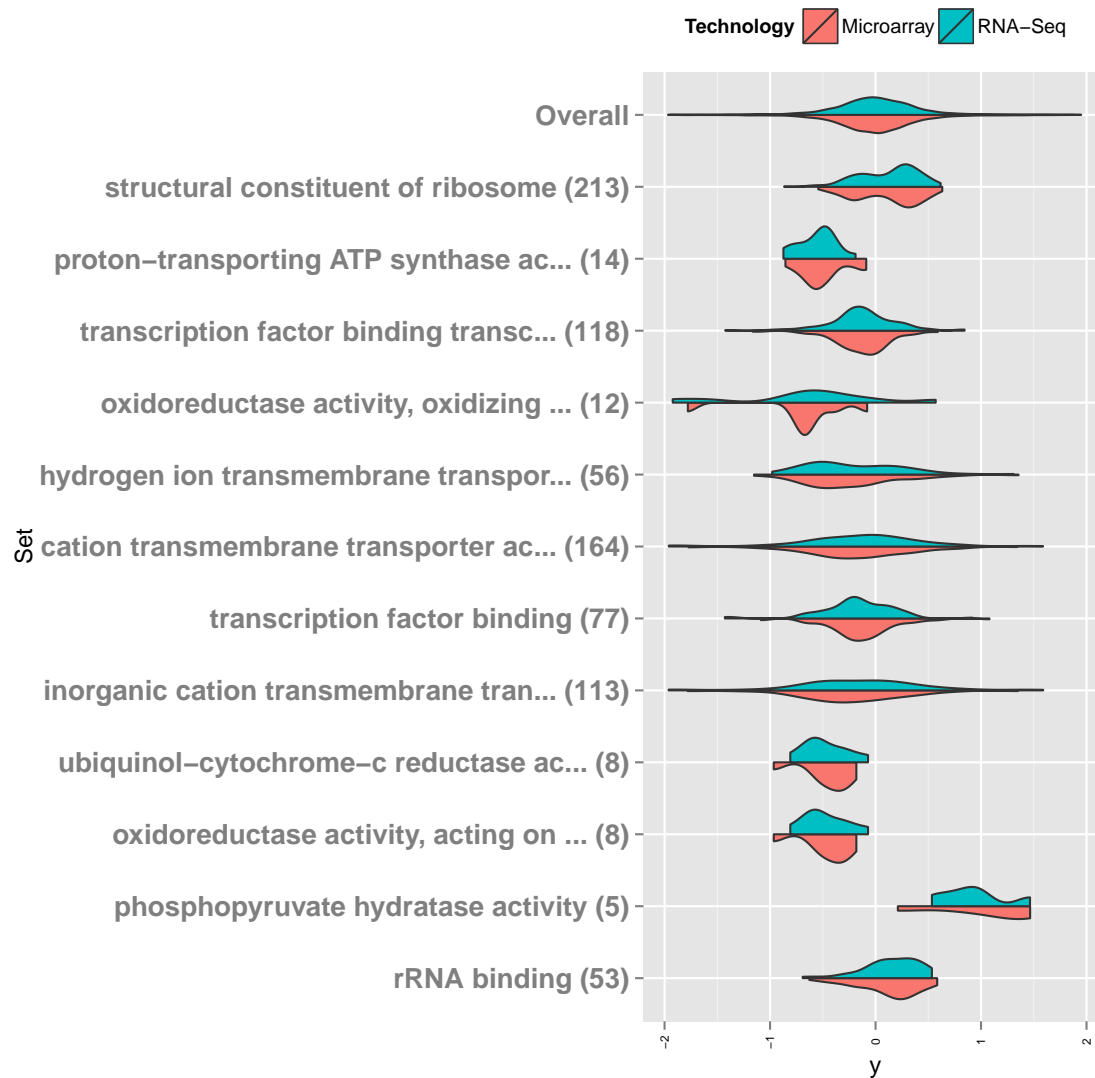 Technology Microarray RNA−Seq
Overall
structural constituent of ribosome (213)
proton−transporting ATP synthase ac... (14)
transcription factor binding transc... (118)
oxidoreductase activity, oxidizing ... (12)
hydrogen ion transmembrane transpor... (56)
cation transmembrane transporter ac... (164)
transcription factor binding (77)
inorganic cation transmembrane tran... (113)
ubiquinol−cytochrome−c reductase ac... (8)
oxidoreductase activity, acting on ... (8)
phosphopyruvate hydratase activity (5)
rRNA binding (53)
Set
−2 −1 0 1 2
y